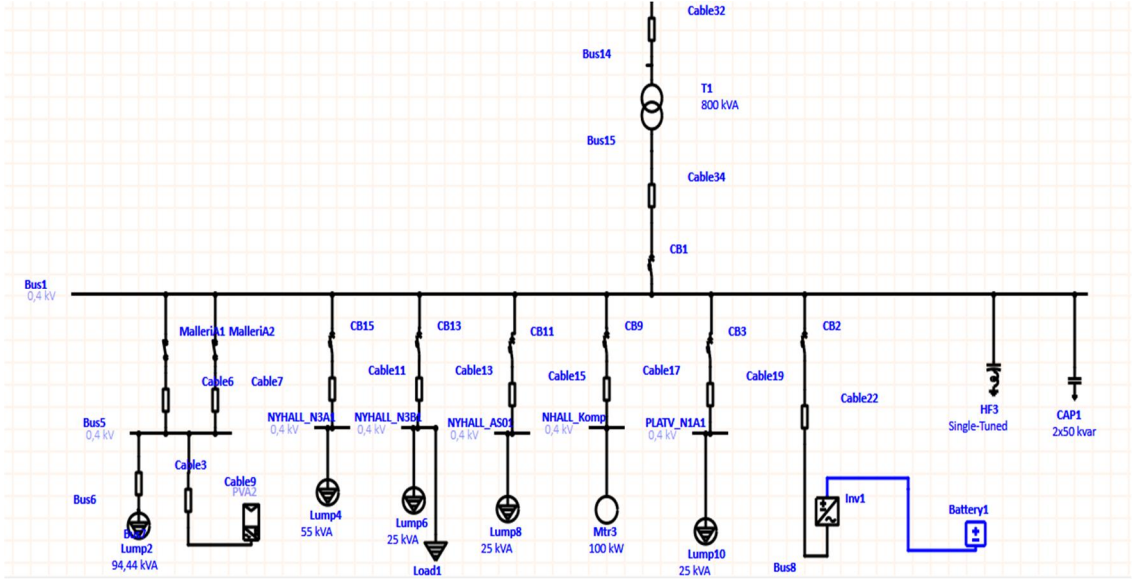 Cable32
Bus14
T1
800 kVA
Bus15
Cable34
CB1
Bus1
0,4 kV
MalleriA1 MalleriA2
CB15
CB13
CB11
CB9
CB3
CB2
Cable6
Cable7
Cable11
Cable13
Cable15
Cable17
Cable19
Cable22
HF3
Single-Tuned
CAP1
2x50 kvar
Bus5
0,4 kV
NYHALL_N3A1
0,4 kV
NYHALL_N3B1
0,4 kV
NYHALL_AS01
0,4 kV
NHALL_Komp
0,4 kV
PLATV_N1A1
0,4 kV
Cable3
Cable9
PVA2
Bus6
Lump2
94,44 kVA
Lump4
55 kVA
Lump6
25 kVA
Load1
Lump8
25 kVA
Mtr3
100 kW
Lump10
25 kVA
Inv1
Bus8
Battery1